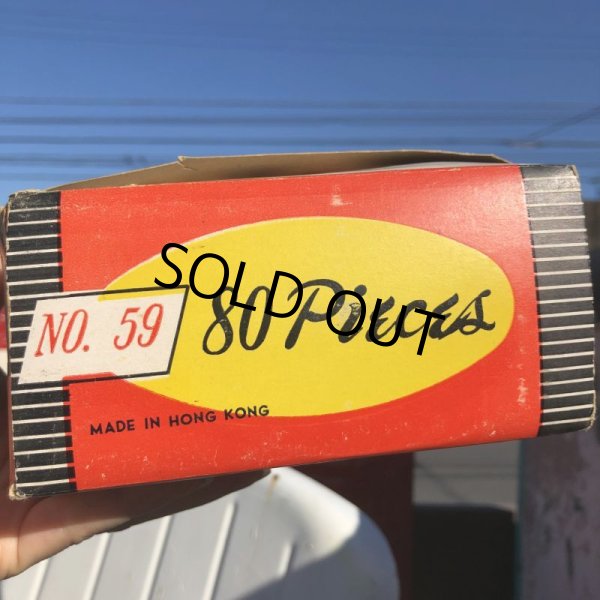 SOLD OUT
NO. 59
80 Pieces
MADE IN HONG KONG